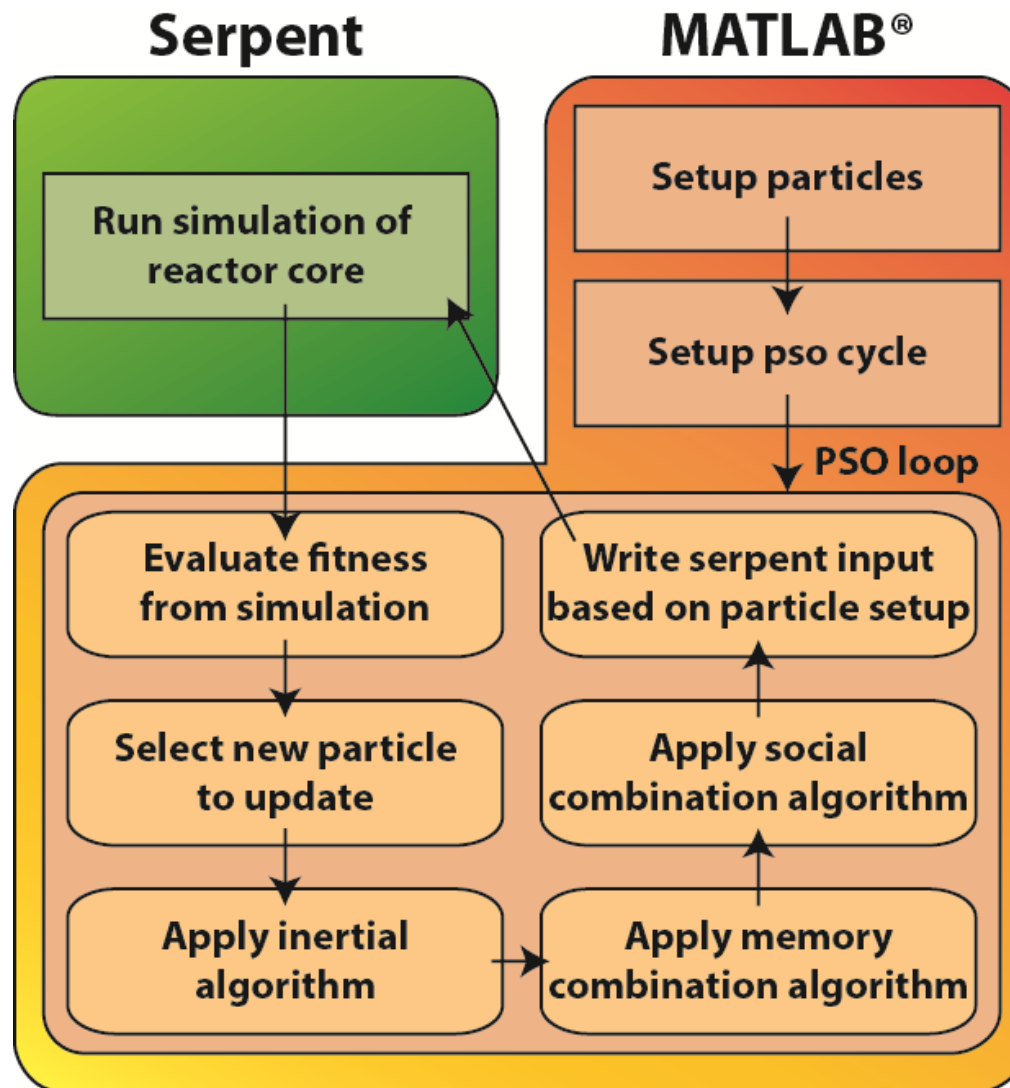 Serpent
MATLAB®
Run simulation of
reactor core
Setup particles
Setup pso cycle
PSO loop
Evaluate fitness
from simulation
Select new particle
to update
Apply inertial
algorithm
Write serpent input
based on particle setup
Apply social
combination algorithm
Apply memory
combination algorithm